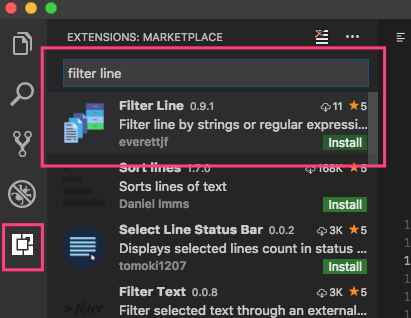 EXTENSIONS: MARKETPLACE
filter line
Filter Line 0.9.1 11 ★5
Filter line by strings or regular expressi...
everettjf Install
Sort lines 1.7.0 168K ★5
Sorts lines of text
Daniel Imms Install
Select Line Status Bar 0.0.2 3K ★5
Displays selected lines count in status ...
tomoki1207 Install
> filter
Filter Text 0.0.8 3K ★5
Filter selected text through an external...